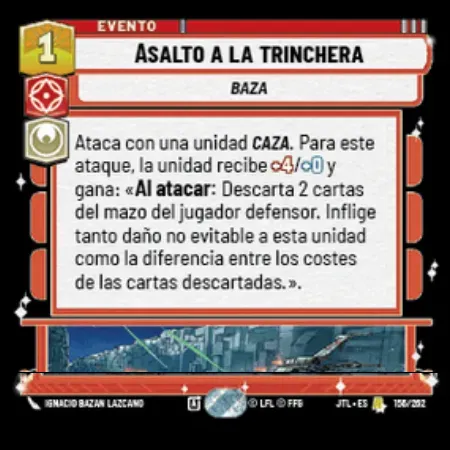 EVENTO
1
ASALTO A LA TRINCHERA
BAZA
Ataca con una unidad CAZA. Para este
ataque, la unidad recibe +4/+0 y
gana: «Al atacar: Descarta 2 cartas
del mazo del jugador defensor. Inflige
tanto daño no evitable a esta unidad
como la diferencia entre los costes
de las cartas descartadas.».
IGNACIO BAZAN LAZCANO
© LFL © FFG
JTL • ES